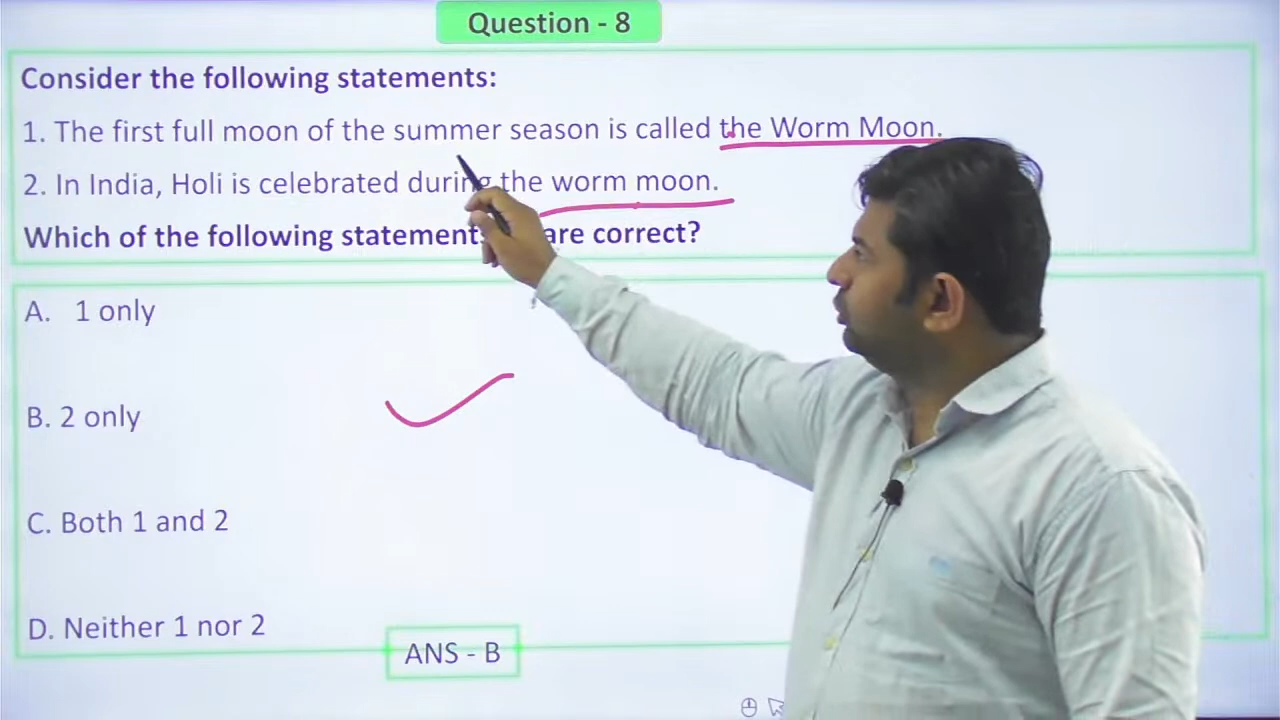 Question - 8
Consider the following statements:
1. The first full moon of the summer season is called the Worm Moon.
2. In India, Holi is celebrated during the worm moon.
Which of the following statement are correct?
A. 1 only
B. 2 only
C. Both 1 and 2
D. Neither 1 nor 2
ANS - B